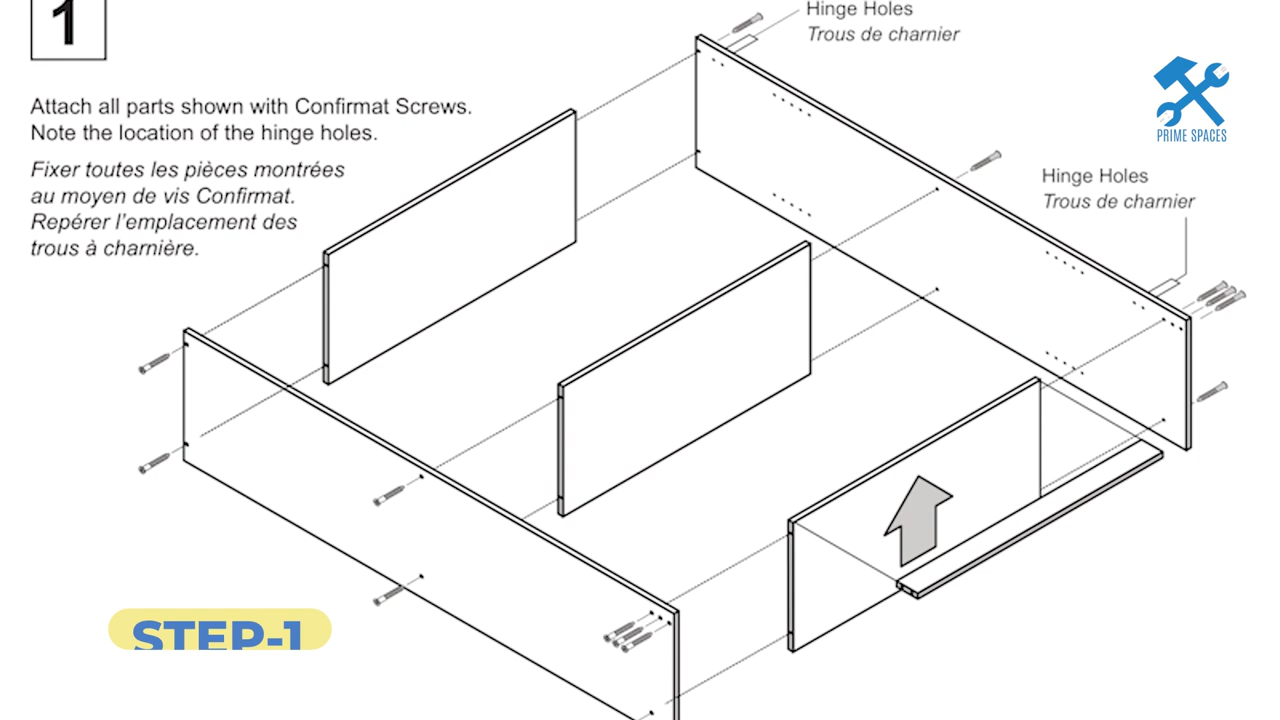 1
Hinge Holes
Trous de charnier
PRIME SPACES
Attach all parts shown with Confirmat Screws.
Note the location of the hinge holes.
Fixer toutes les pièces montrées
au moyen de vis Confirmat.
Repérer l'emplacement des
trous à charnière.
Hinge Holes
Trous de charnier
STEP-1